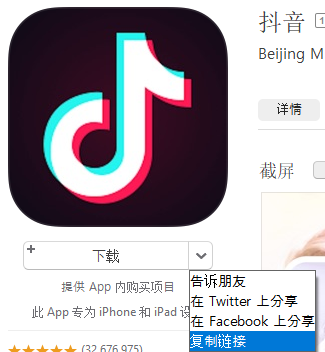 抖音
Beijing M
详情
截屏
下载
提供 App 内购买项目
此 App 专为 iPhone 和 iPad 设
告诉朋友
在 Twitter 上分享
在 Facebook 上分享
复制链接
★★★★★ (32,676,975)